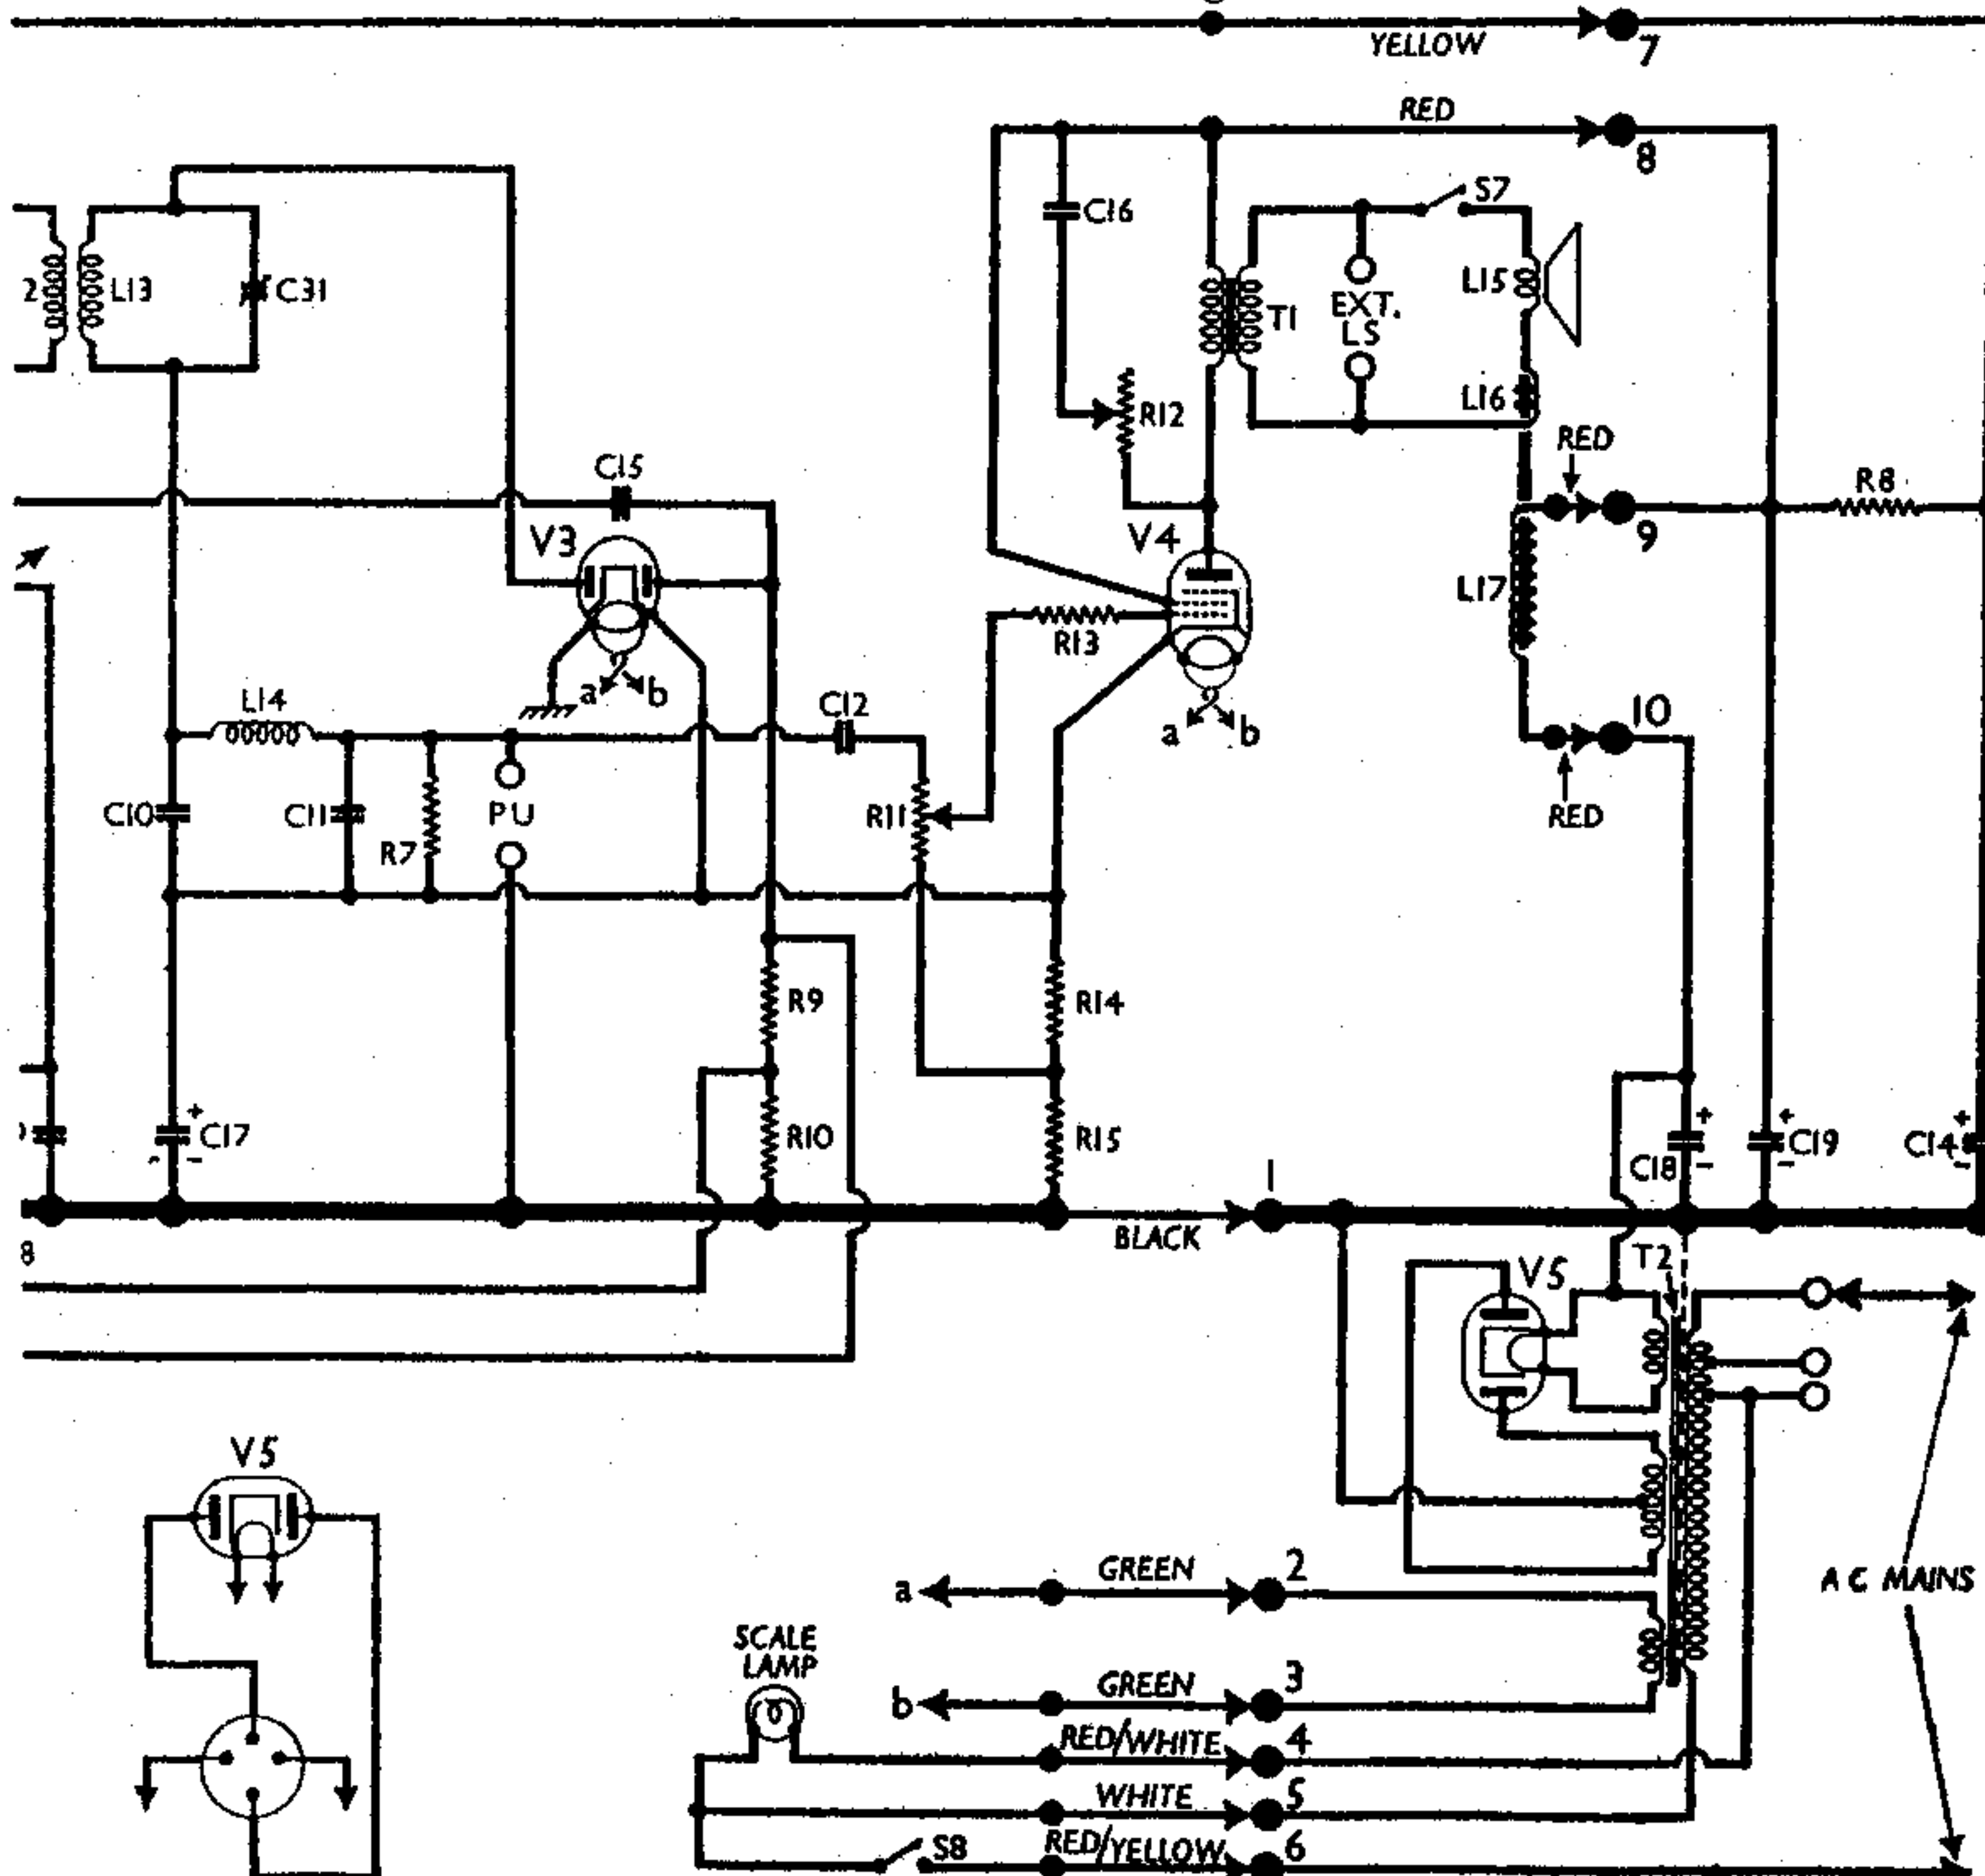 YELLOW
7
RED
8
C16
S7
2
L13
C31
T1
EXT.
LS
L15
R12
L16
RED
C15
R8
V3
V4
9
L17
R13
a
b
L14
C12
a
b
10
C10
C11
PU
R11
R7
RED
R9
R14
+
C17
-
R10
R15
1
+
C18
-
+
C19
-
+
C14
-
BLACK
8
T2
V5
V5
GREEN
2
a
A C MAINS
SCALE
LAMP
b
GREEN
3
RED/WHITE
4
WHITE
5
S8
RED/YELLOW
6